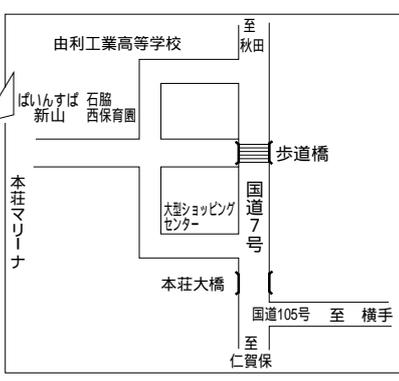 至
秋田
由利工業高等学校
ぱいんすぱ
新山
石脇
西保育園
歩道橋
国道7号
大型ショッピング
センター
本荘マリーナ
本荘大橋
国道105号 至 横手
至
仁賀保